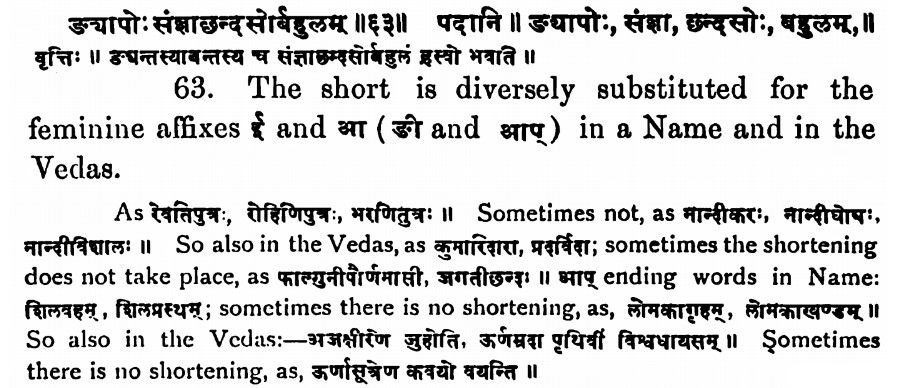 ङ्यापोः संज्ञाछन्दसोर्बहुलम् ॥६३॥ पदानि ॥ ङ्यापोः, संज्ञा, छन्दसोः, बहुलम्,॥
वृत्तिः ॥ ङ्यन्तस्याबन्तस्य च संज्ञाछन्दसोर्बहुलं ह्रस्वो भवति ॥
63. The short is diversely substituted for the
feminine affixes ई and आ ( ङी and आप् ) in a Name and in the
Vedas.
As रेवतिपुत्रः, रोहिणिपुत्रः, भरणितुत्रः ॥ Sometimes not, as नान्दीकरः, नान्दीघोषः,
नान्दीविशालः ॥ So also in the Vedas, as कुमारिदारा, प्रदर्विदा; sometimes the shortening
does not take place, as फाल्गुनीपौर्णमासी, जगतीछन्दः ॥ आप् ending words in Name:
शिलवहम्, शिलप्रस्थम्; sometimes there is no shortening, as, लोमकागृहम्, लोमकाखण्डम् ॥
So also in the Vedas:—अजक्षीरेण जुहोति, ऊर्णम्रदा पृथिवीं विश्वधायसम् ॥ Sometimes
there is no shortening, as, ऊर्णासूत्रेण कवयो वयन्ति ॥